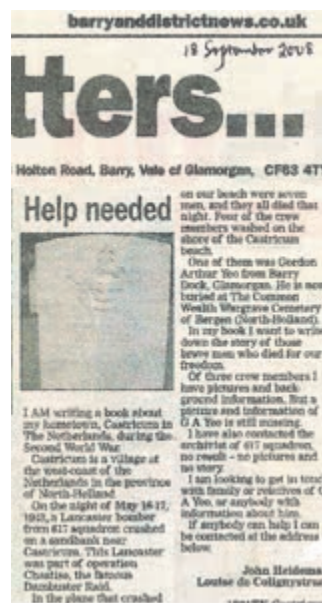 barryanddistrictnews.co.uk
18 September 2008
tters...
Holton Road, Barry, Vale of Glamorgan, CF63 4T
Help needed
I AM writing a book about
my hometown, Castricum in
The Netherlands, during the
Second World War.
Castricum is a village at
the west-coast of the
Netherlands in the province
of North-Holland.
On the night of May 16-17,
1943, a Lancaster bomber
from 617 squadron crashed
on a sandbank near
Castricum. This Lancaster
was part of operation
Chastise, the famous
Dambuster Raid.
In the plane that crashed
on our beach were seven
men, and they all died that
night. Four of the crew
members washed on the
shore of the Castricum
beach.
One of them was Gordon
Arthur Yeo from Barry
Dock, Glamorgan. He is now
buried at The Common
Wealth Wargrave Cemetery
of Bergen (North-Holland).
In my book I want to write
down the story of those
brave men who died for our
freedom.
Of three crew members I
have pictures and back-
ground information. But a
picture and information of
G A Yeo is still missing.
I have also contacted the
archivist of 617 squadron,
no result – no pictures and
no story.
I am looking to get in touc
with family or relatives of G
A Yeo, or anybody with
information about him.
If anybody can help I can
be contacted at the address
below.
John Heidema
Louise de Colignystraa